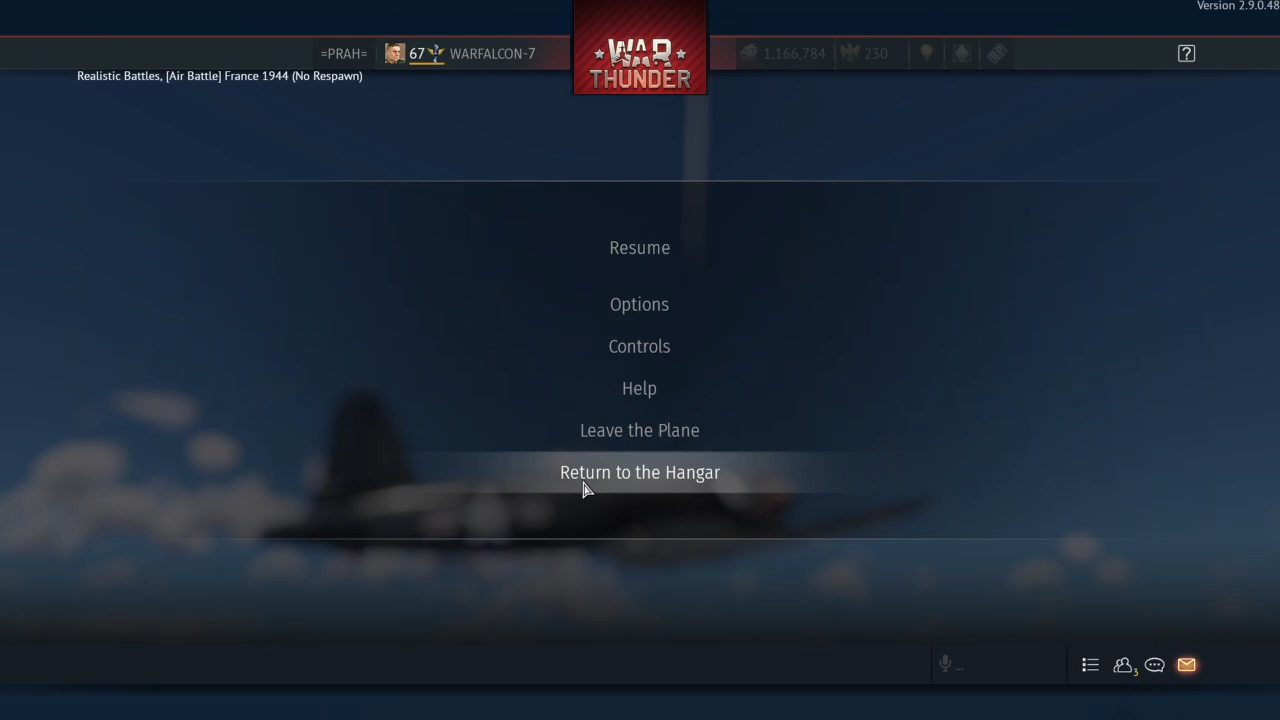 Version 2.9.0.48
=PRAH= 67 WARFALCON-7
WAR
THUNDER
1,166,784 230
?
Realistic Battles, [Air Battle] France 1944 (No Respawn)
Resume
Options
Controls
Help
Leave the Plane
Return to the Hangar
...
3